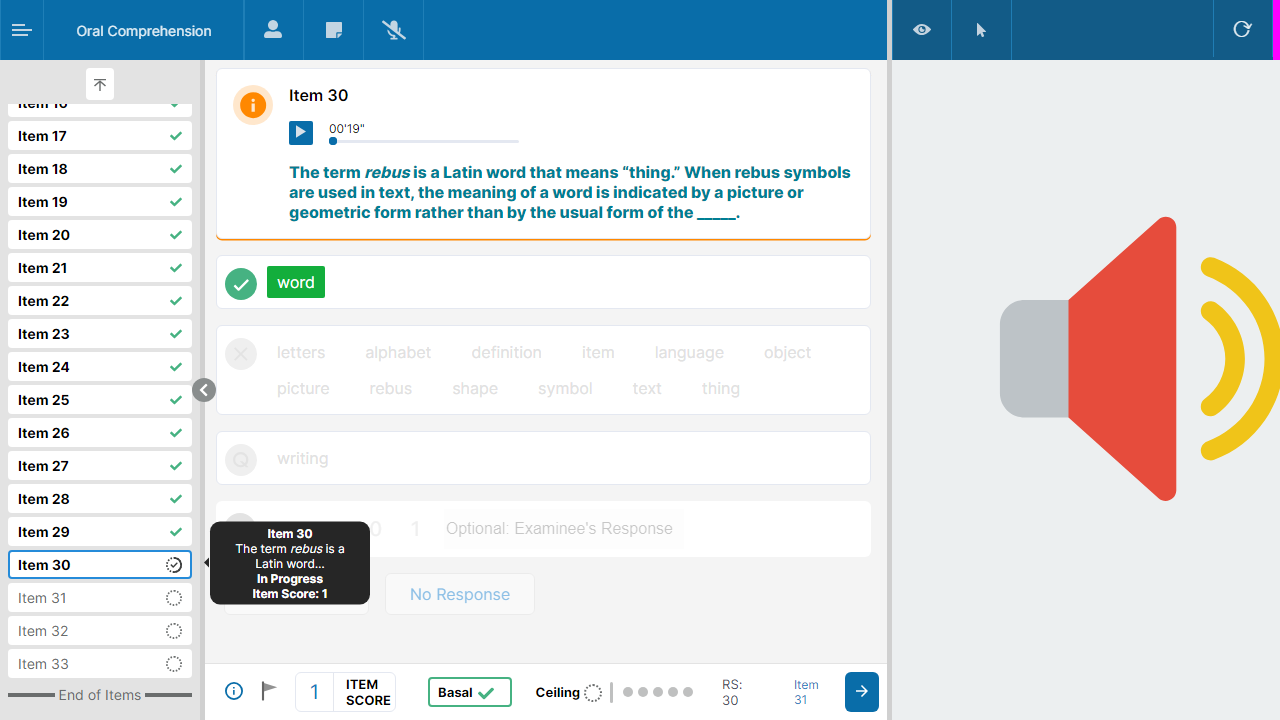 Oral Comprehension
Item 17
Item 18
Item 19
Item 20
Item 21
Item 22
Item 23
Item 24
Item 25
Item 26
Item 27
Item 28
Item 29
Item 30
Item 31
Item 32
Item 33
End of Items
Item 30
00'19"
The term rebus is a Latin word that means “thing.” When rebus symbols
are used in text, the meaning of a word is indicated by a picture or
geometric form rather than by the usual form of the _____.
word
letters alphabet definition item language object
picture rebus shape symbol text thing
Q writing
0 1 Optional: Examinee's Response
Item 30
The term rebus is a
Latin word...
In Progress
Item Score: 1
No Response
1 ITEM
SCORE
Basal
Ceiling
RS:
30
Item
31